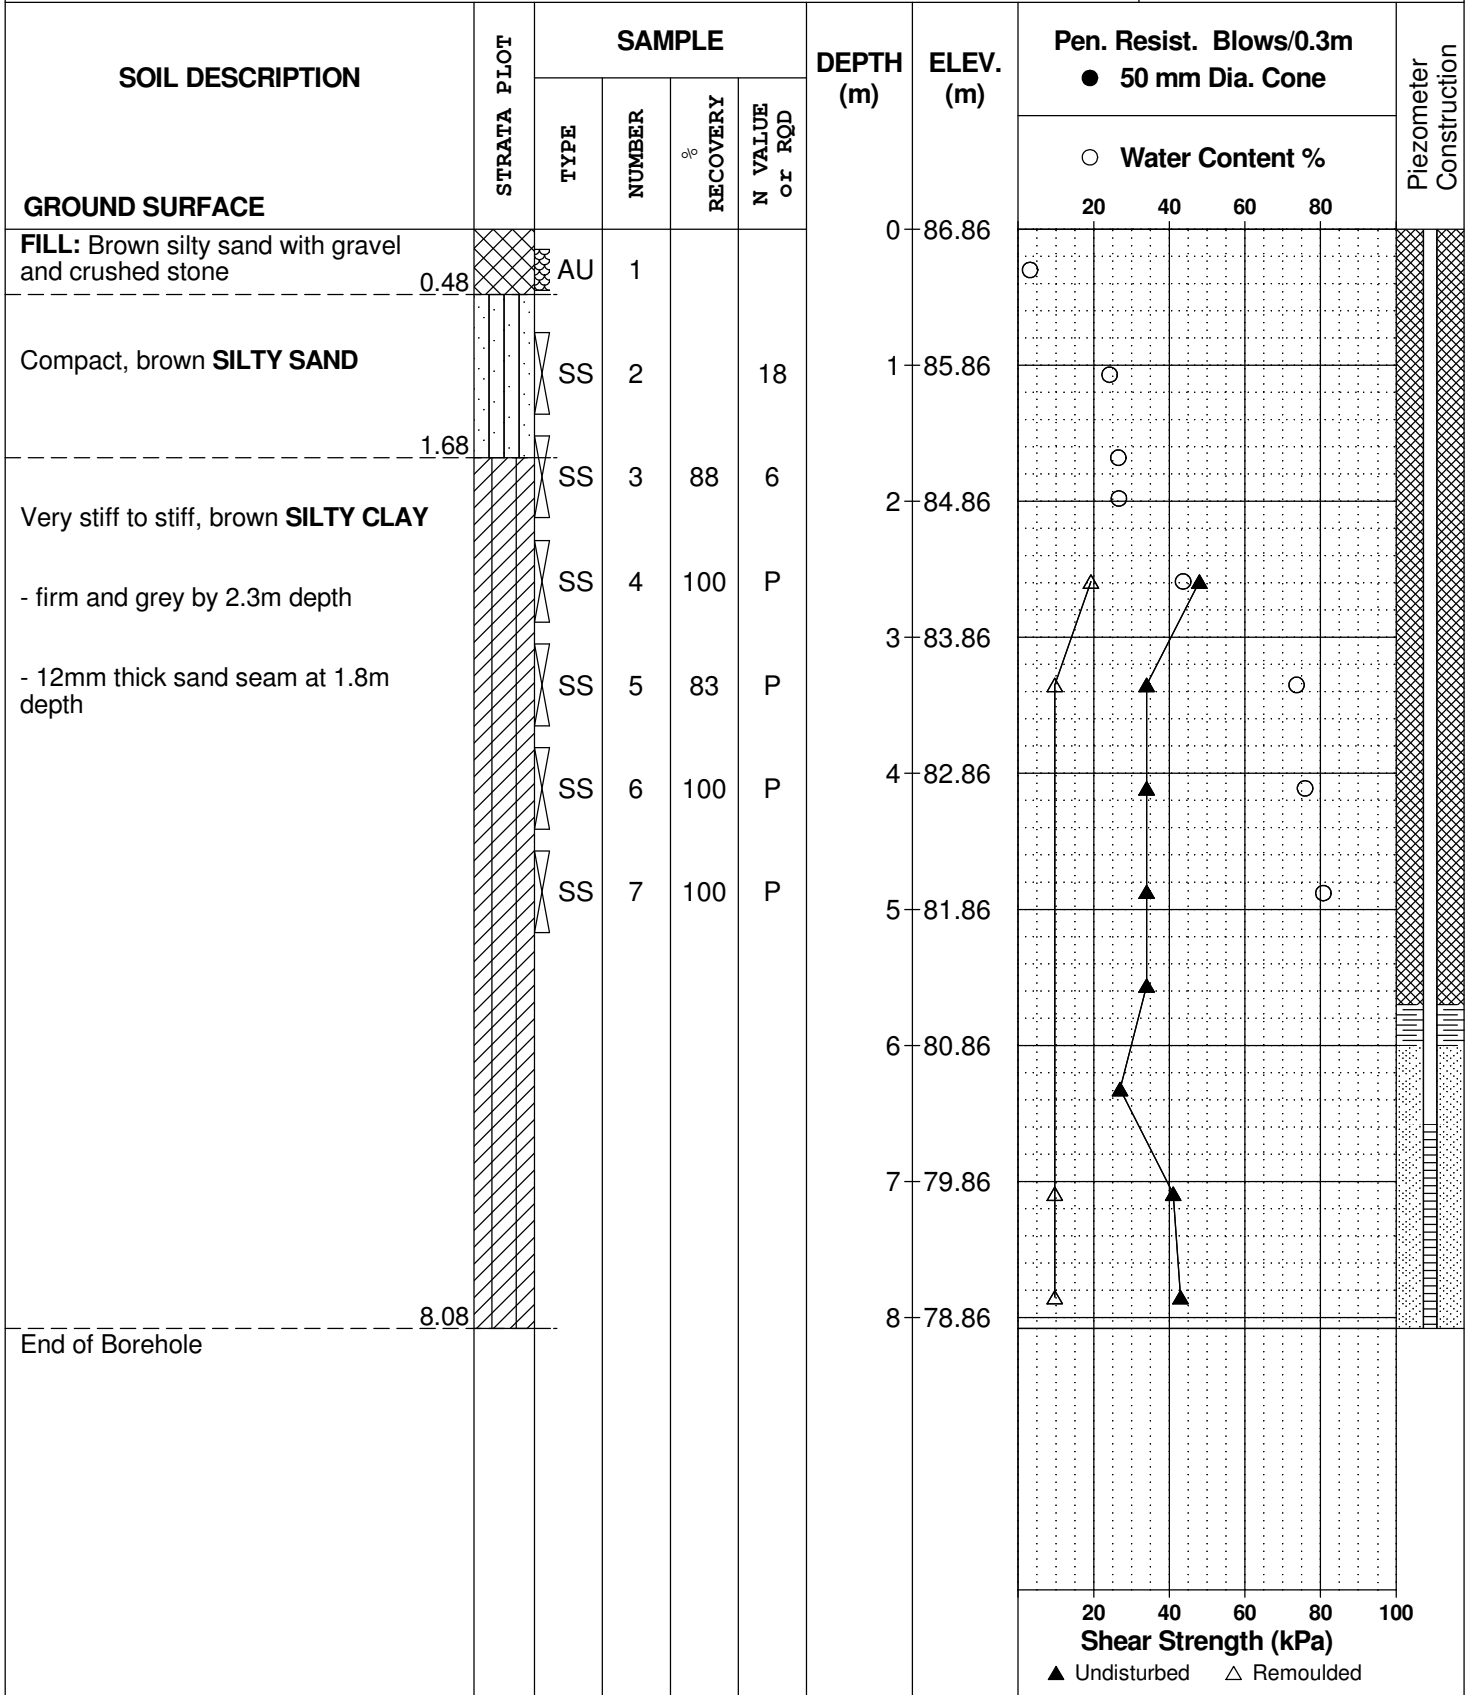 SOIL DESCRIPTION
GROUND SURFACE
STRATA PLOT
SAMPLE
TYPE
NUMBER
%
RECOVERY
N VALUE
or RQD
DEPTH
(m)
ELEV.
(m)
Pen. Resist. Blows/0.3m
● 50 mm Dia. Cone
○ Water Content %
20 40 60 80
Piezometer
Construction
0 86.86
FILL: Brown silty sand with gravel
and crushed stone
0.48
AU 1
Compact, brown SILTY SAND
SS 2 18
1 85.86
1.68
SS 3 88 6
2 84.86
Very stiff to stiff, brown SILTY CLAY
SS 4 100 P
- firm and grey by 2.3m depth
3 83.86
- 12mm thick sand seam at 1.8m
depth
SS 5 83 P
4 82.86
SS 6 100 P
SS 7 100 P
5 81.86
6 80.86
7 79.86
8.08
8 78.86
End of Borehole
20 40 60 80 100
Shear Strength (kPa)
▲ Undisturbed △ Remoulded